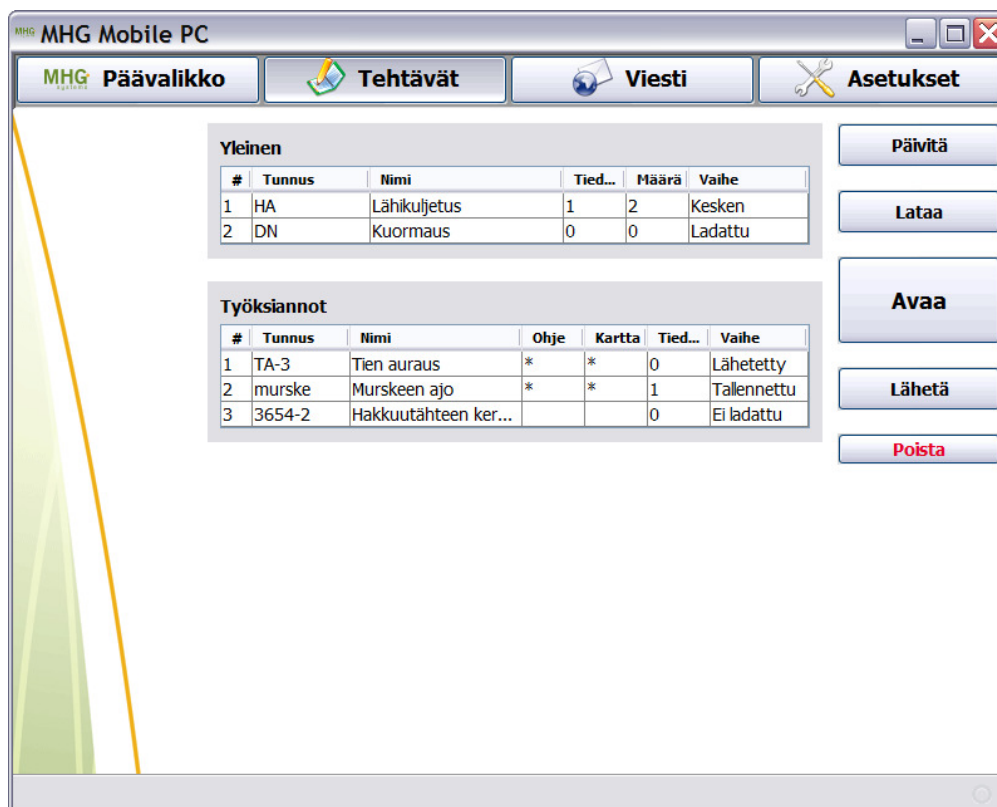 MHG MHG Mobile PC
MHG systems Päävalikko Tehtävät Viesti Asetukset
Yleinen
# Tunnus Nimi Tied... Määrä Vaihe
1 HA Lähikuljetus 1 2 Kesken
2 DN Kuormaus 0 0 Ladattu
Työksiannot
# Tunnus Nimi Ohje Kartta Tied... Vaihe
1 TA-3 Tien auraus * * 0 Lähetetty
2 murske Murskeen ajo * * 1 Tallennettu
3 3654-2 Hakkuutähteen ker... 0 Ei ladattu
Päivitä
Lataa
Avaa
Lähetä
Poista